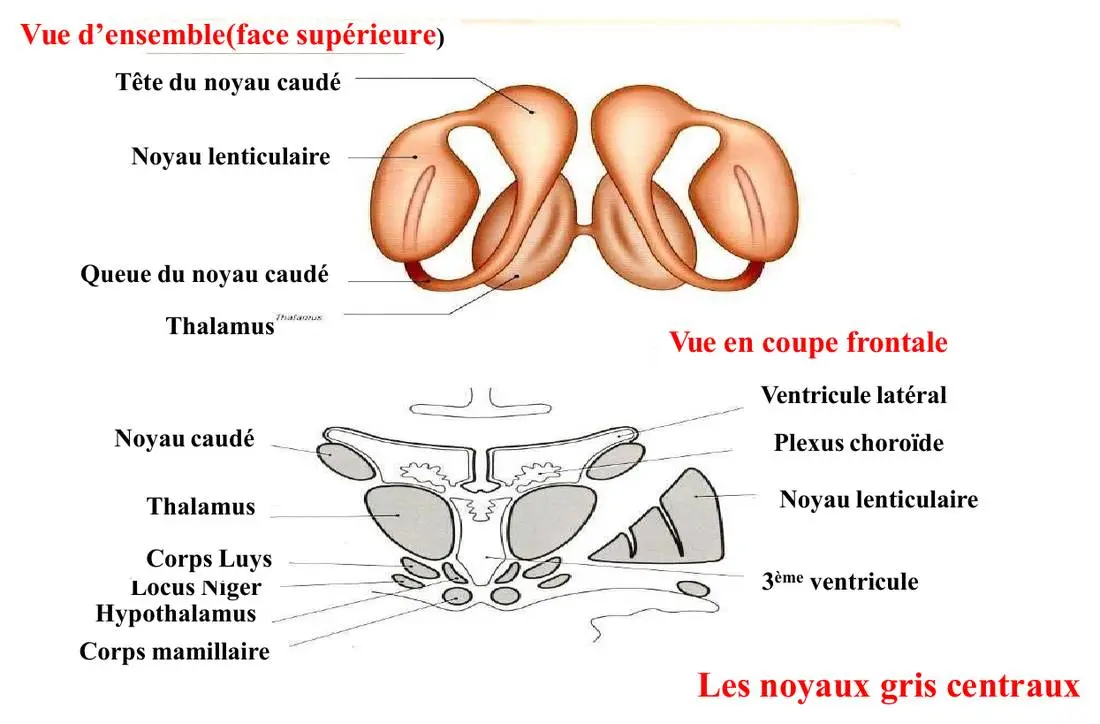 Vue d’ensemble(face supérieure)
Tête du noyau caudé
Noyau lenticulaire
Queue du noyau caudé
Thalamus
Thalamus
Vue en coupe frontale
Ventricule latéral
Noyau caudé
Plexus choroïde
Thalamus
Noyau lenticulaire
Corps Luys
Locus Niger
3ème ventricule
Hypothalamus
Corps mamillaire
Les noyaux gris centraux